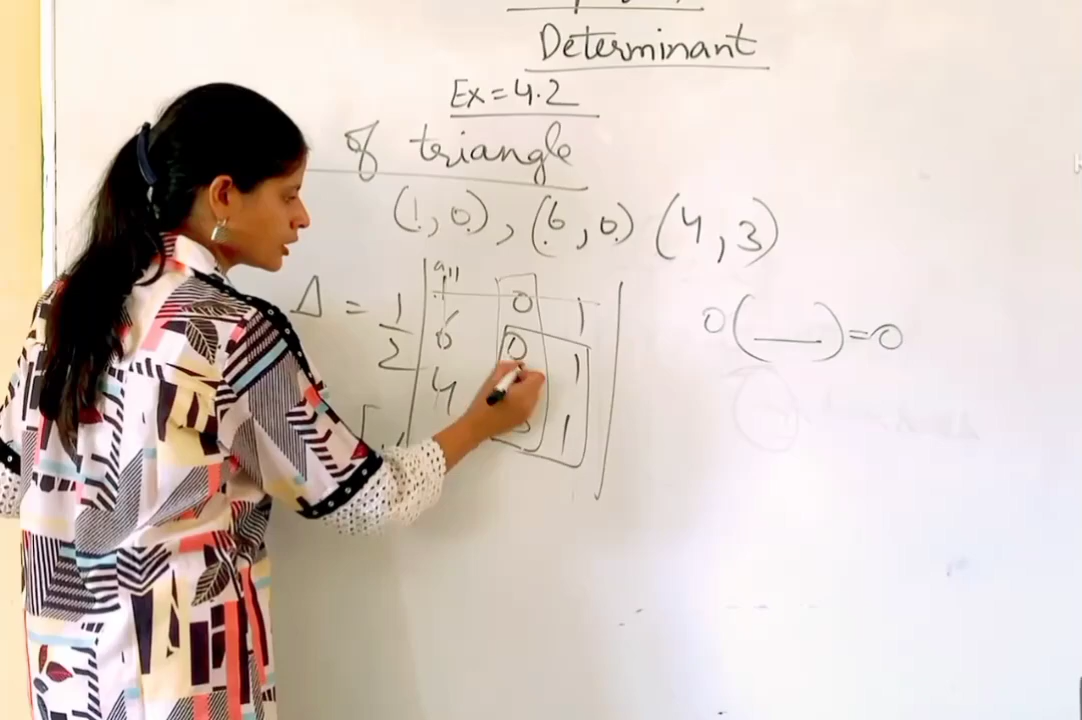 Determinant
Ex = 4.2
of triangle
(1,0), (6,0) (4,3)
Δ = 1/2 | a11 0 1 |
6 0 1
4 1
0(__)=0